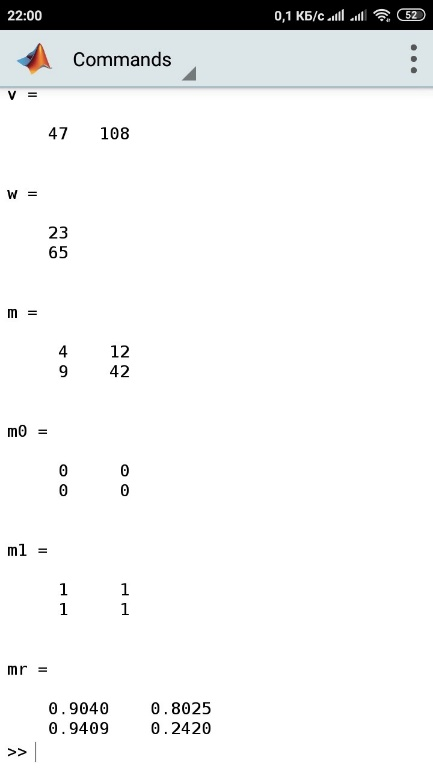 22:00 0,1 КБ/с 52
Commands
v =
47 108
w =
23
65
m =
4 12
9 42
m0 =
0 0
0 0
m1 =
1 1
1 1
mr =
0.9040 0.8025
0.9409 0.2420
>>